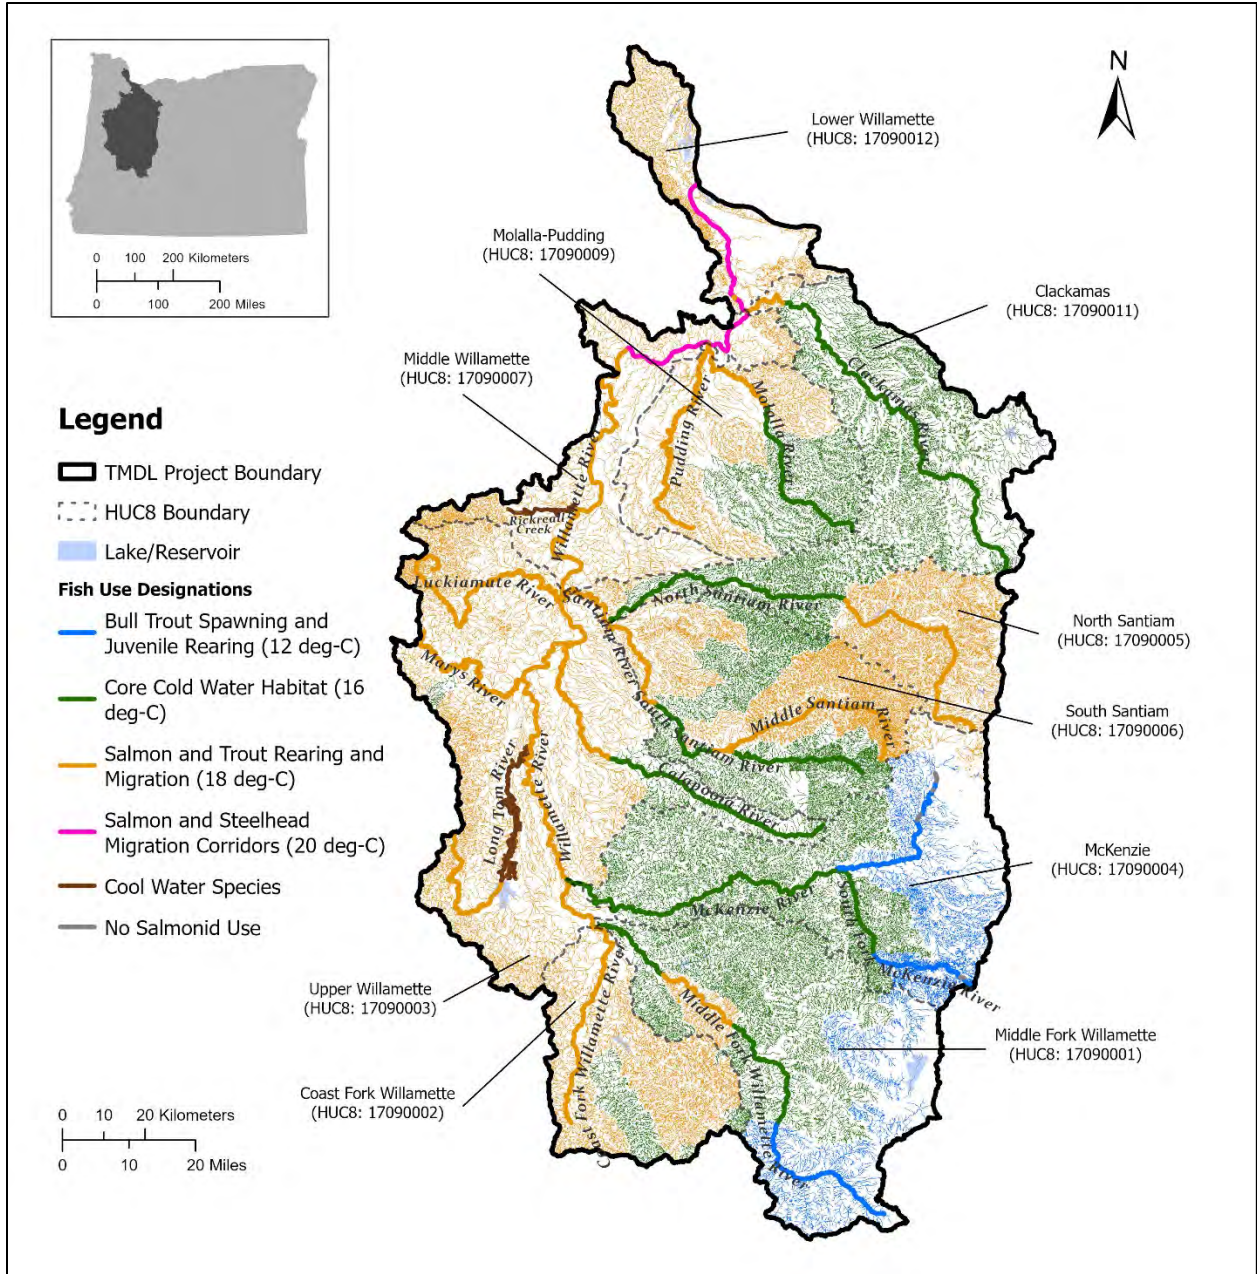 N
Lower Willamette
(HUC8: 17090012)
Molalla-Pudding
(HUC8: 17090009)
Clackamas
(HUC8: 17090011)
Middle Willamette
(HUC8: 17090007)
0 100 200 Kilometers
0 100 200 Miles
Legend
TMDL Project Boundary
HUC8 Boundary
Lake/Reservoir
Fish Use Designations
Bull Trout Spawning and
Juvenile Rearing (12 deg-C)
Core Cold Water Habitat (16
deg-C)
Salmon and Trout Rearing and
Migration (18 deg-C)
Salmon and Steelhead
Migration Corridors (20 deg-C)
Cool Water Species
No Salmonid Use
Clackamas River
Molalla River
Pudding River
Willamette River
Rickreall
Creek
Luckiamute River
Santiam River
North Santiam River
North Santiam
(HUC8: 17090005)
Marys River
South Santiam River
Middle Santiam River
South Santiam
(HUC8: 17090006)
Long Tom River
Willamette River
Calapooia River
McKenzie
(HUC8: 17090004)
McKenzie River
South Fork McKenzie River
Upper Willamette
(HUC8: 17090003)
Coast Fork Willamette River
Middle Fork Willamette River
Middle Fork Willamette
(HUC8: 17090001)
Coast Fork Willamette
(HUC8: 17090002)
0 10 20 Kilometers
0 10 20 Miles